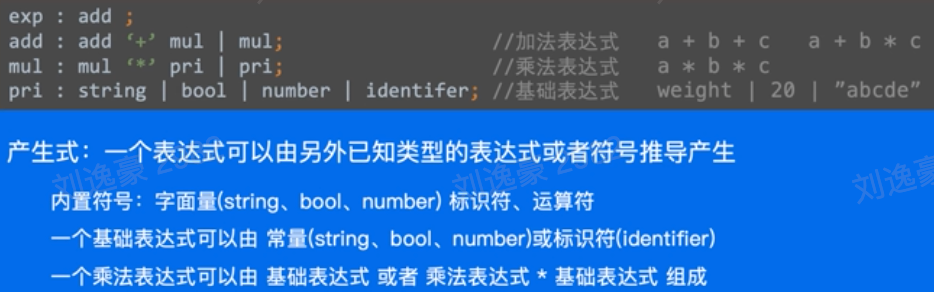 exp : add ;
add : add ‘+’ mul | mul; //加法表达式 a + b + c a + b * c
mul : mul ‘*’ pri | pri; //乘法表达式 a * b * c
pri : string | bool | number | identifer; //基础表达式 weight | 20 | ”abcde”
产生式：一个表达式可以由另外已知类型的表达式或者符号推导产生
内置符号：字面量(string、bool、number) 标识符、运算符
一个基础表达式可以由 常量(string、bool、number)或标识符(identifier)
一个乘法表达式可以由 基础表达式 或者 乘法表达式 * 基础表达式 组成
刘逸豪
刘逸豪
刘逸豪